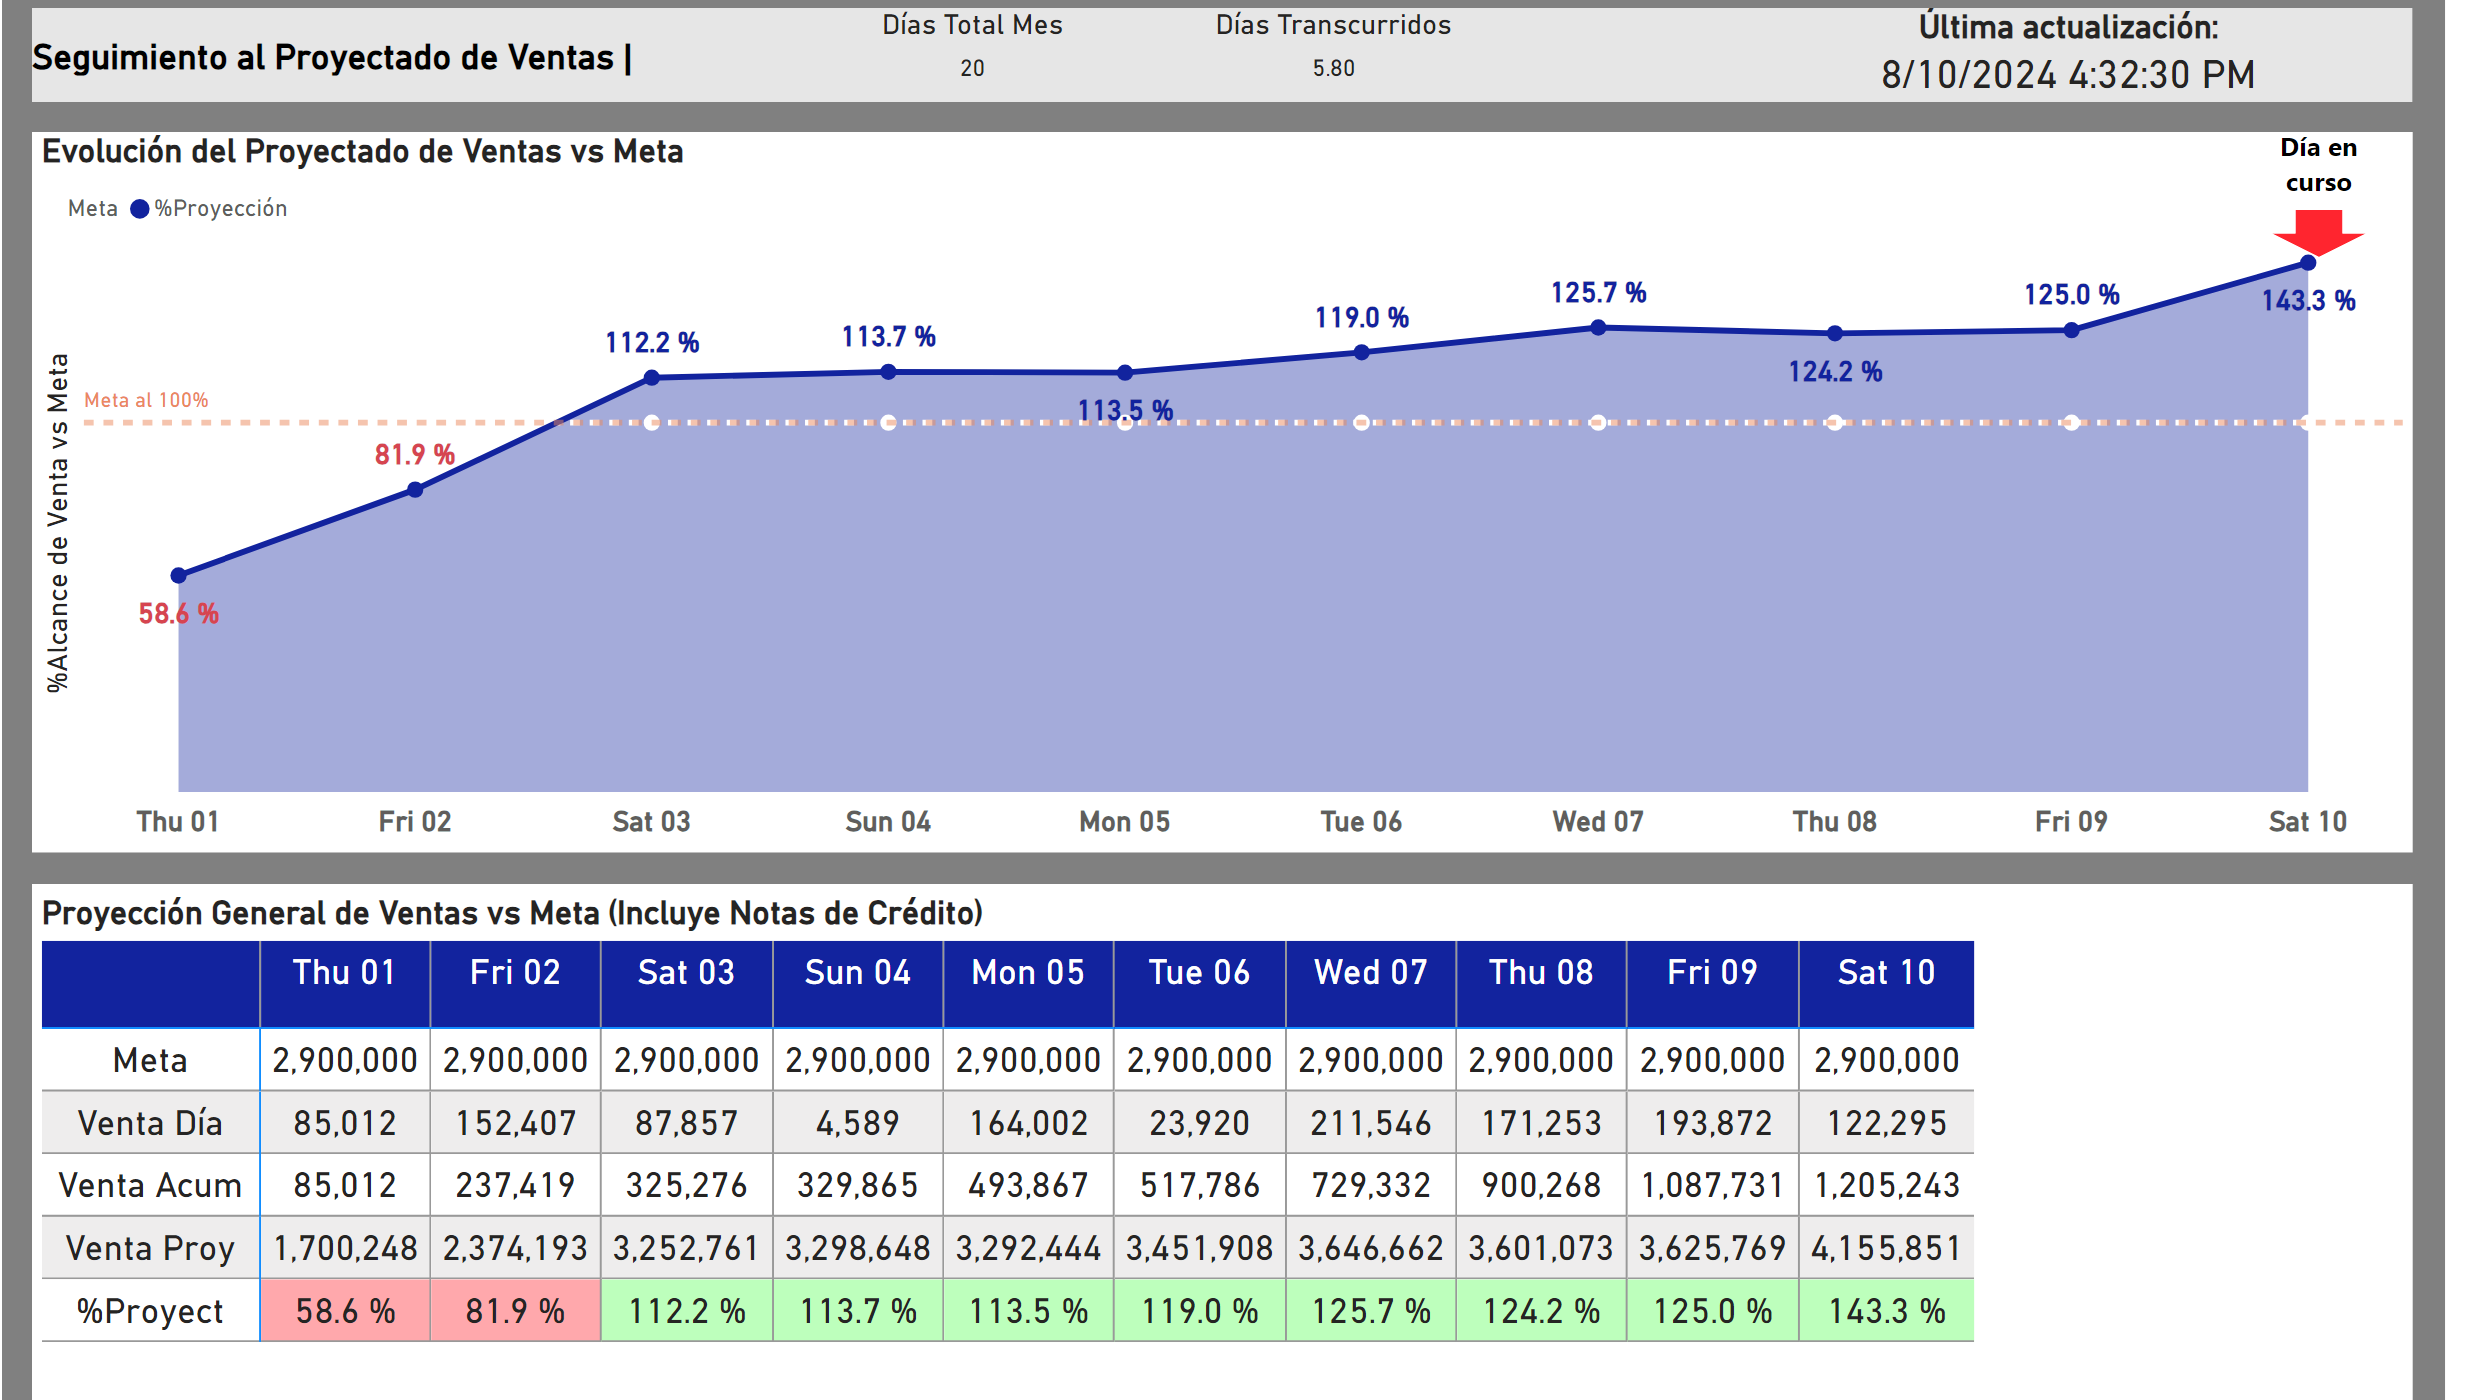 Seguimiento al Proyectado de Ventas |
Días Total Mes
20
Días Transcurridos
5.80
Última actualización:
8/10/2024 4:32:30 PM
Evolución del Proyectado de Ventas vs Meta
Día en
curso
Meta %Proyección
%Alcance de Venta vs Meta
Meta al 100%
58.6 %
81.9 %
112.2 %
113.7 %
113.5 %
119.0 %
125.7 %
124.2 %
125.0 %
143.3 %
Thu 01 Fri 02 Sat 03 Sun 04 Mon 05 Tue 06 Wed 07 Thu 08 Fri 09 Sat 10
Proyección General de Ventas vs Meta (Incluye Notas de Crédito)
Thu 01 Fri 02 Sat 03 Sun 04 Mon 05 Tue 06 Wed 07 Thu 08 Fri 09 Sat 10
Meta 2,900,000 2,900,000 2,900,000 2,900,000 2,900,000 2,900,000 2,900,000 2,900,000 2,900,000 2,900,000
Venta Día 85,012 152,407 87,857 4,589 164,002 23,920 211,546 171,253 193,872 122,295
Venta Acum 85,012 237,419 325,276 329,865 493,867 517,786 729,332 900,268 1,087,731 1,205,243
Venta Proy 1,700,248 2,374,193 3,252,761 3,298,648 3,292,444 3,451,908 3,646,662 3,601,073 3,625,769 4,155,851
%Proyect 58.6 % 81.9 % 112.2 % 113.7 % 113.5 % 119.0 % 125.7 % 124.2 % 125.0 % 143.3 %